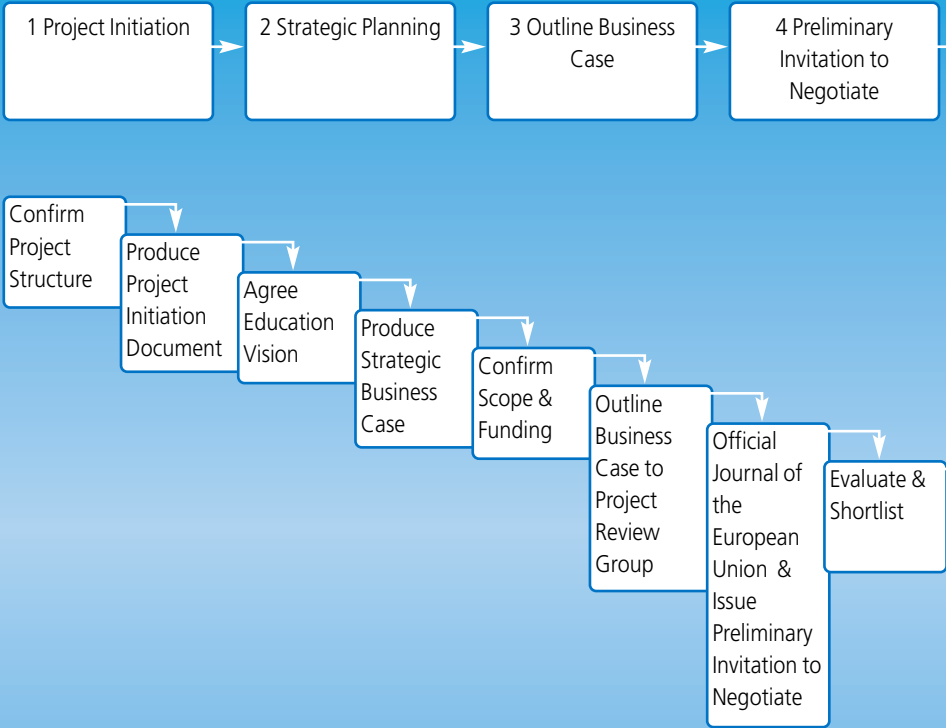 1 Project Initiation
2 Strategic Planning
3 Outline Business
Case
4 Preliminary
Invitation to
Negotiate
Confirm
Project
Structure
Produce
Project
Initiation
Document
Agree
Education
Vision
Produce
Strategic
Business
Case
Confirm
Scope &
Funding
Outline
Business
Case to
Project
Review
Group
Official
Journal of
the
European
Union &
Issue
Preliminary
Invitation to
Negotiate
Evaluate &
Shortlist